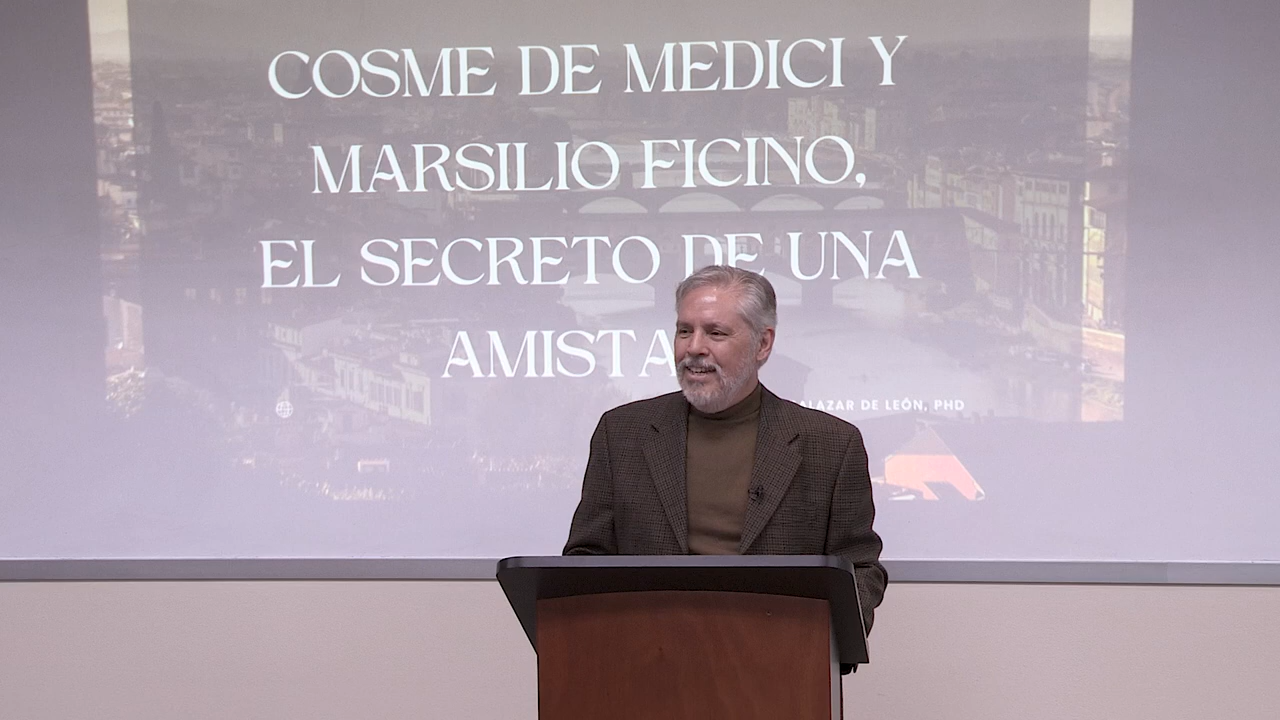 COSME DE MEDICI Y
MARSILIO FICINO,
EL SECRETO DE UNA
AMISTA
ALAZAR DE LEÓN, PHD